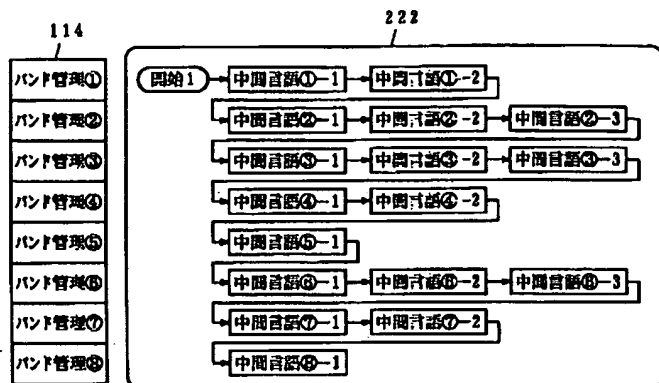 114
222
バンド管理①
開始1 中間言語①-1 中間言語①-2
バンド管理②
中間言語②-1 中間言語②-2 中間言語②-3
バンド管理③
中間言語③-1 中間言語③-2 中間言語③-3
バンド管理④
中間言語④-1 中間言語④-2
バンド管理⑤
中間言語⑤-1
バンド管理⑥
中間言語⑥-1 中間言語⑥-2 中間言語⑥-3
バンド管理⑦
中間言語⑦-1 中間言語⑦-2
バンド管理⑧
中間言語⑧-1